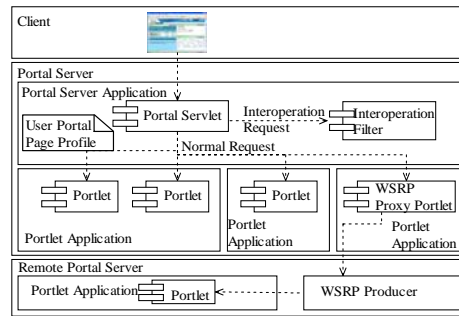 Client
Portal Server
Portal Server Application
Portal Servlet
Interoperation
Request
Interoperation
Filter
User Portal
Page Profile
Normal Request
Portlet
Portlet
Portlet
WSRP
Proxy Portlet
Portlet Application
Portlet
Application
Portlet
Application
Remote Portal Server
Portlet Application
Portlet
WSRP Producer